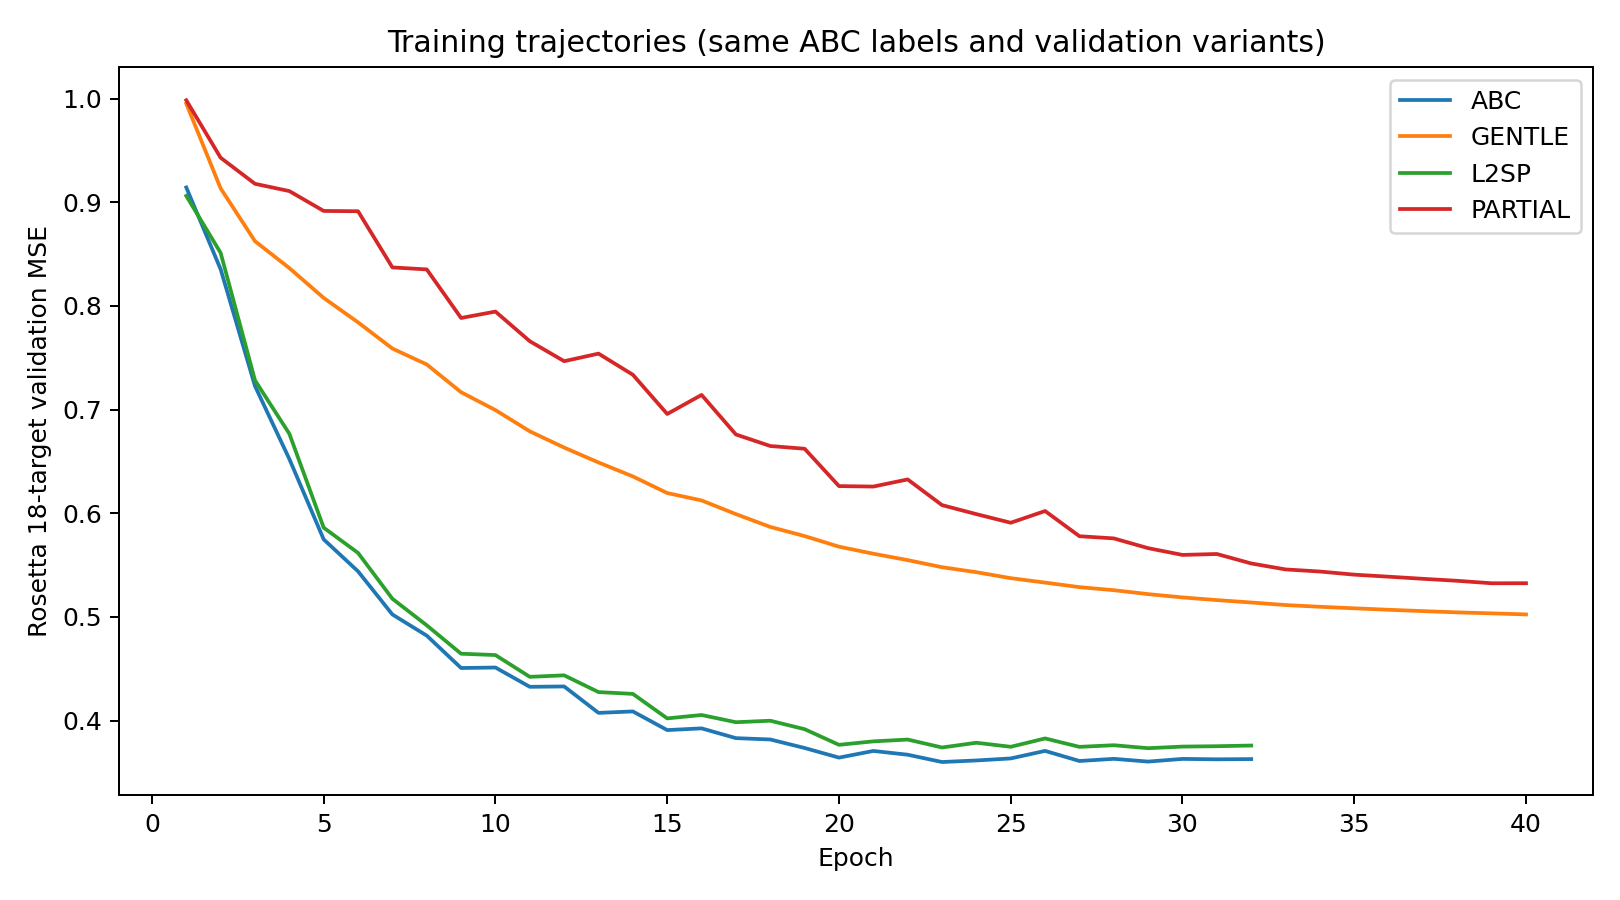 Training trajectories (same ABC labels and validation variants)
Rosetta 18-target validation MSE
1.0
0.9
0.8
0.7
0.6
0.5
0.4
ABC
GENTLE
L2SP
PARTIAL
0 5 10 15 20 25 30 35 40
Epoch